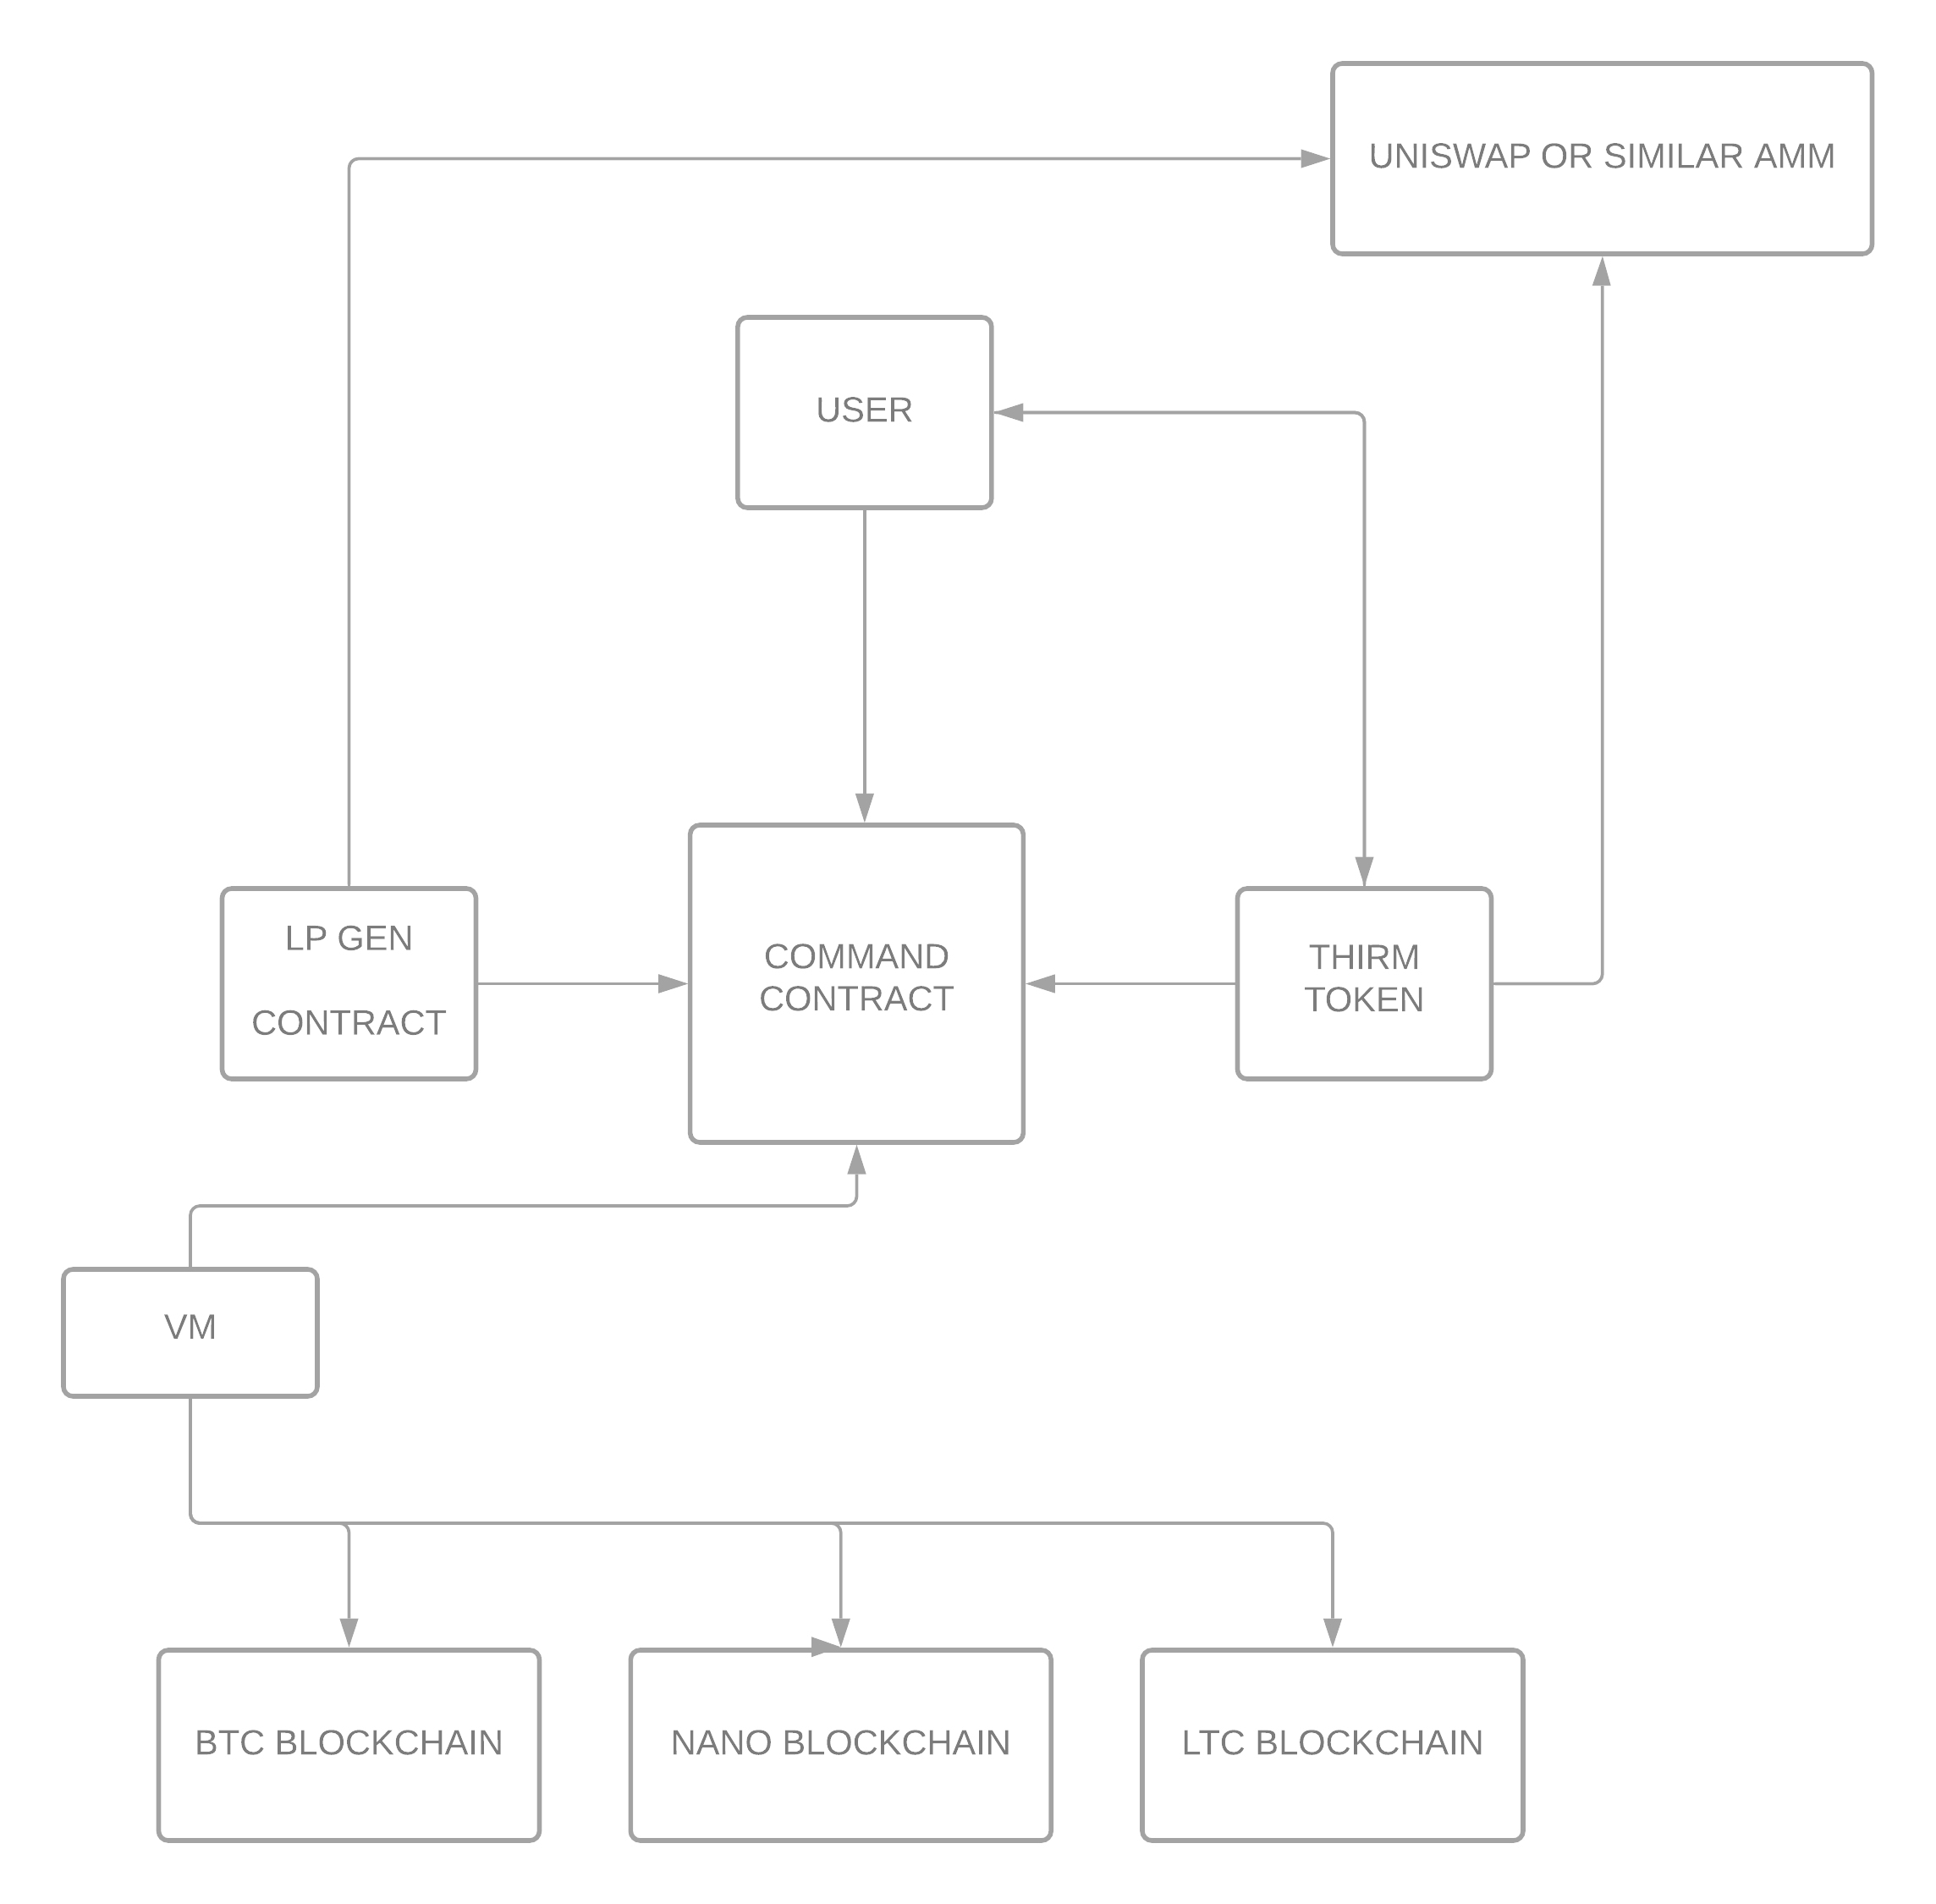 UNISWAP OR SIMILAR AMM
USER
LP GEN
CONTRACT
COMMAND
CONTRACT
THIRM
TOKEN
VM
BTC BLOCKCHAIN
NANO BLOCKCHAIN
LTC BLOCKCHAIN